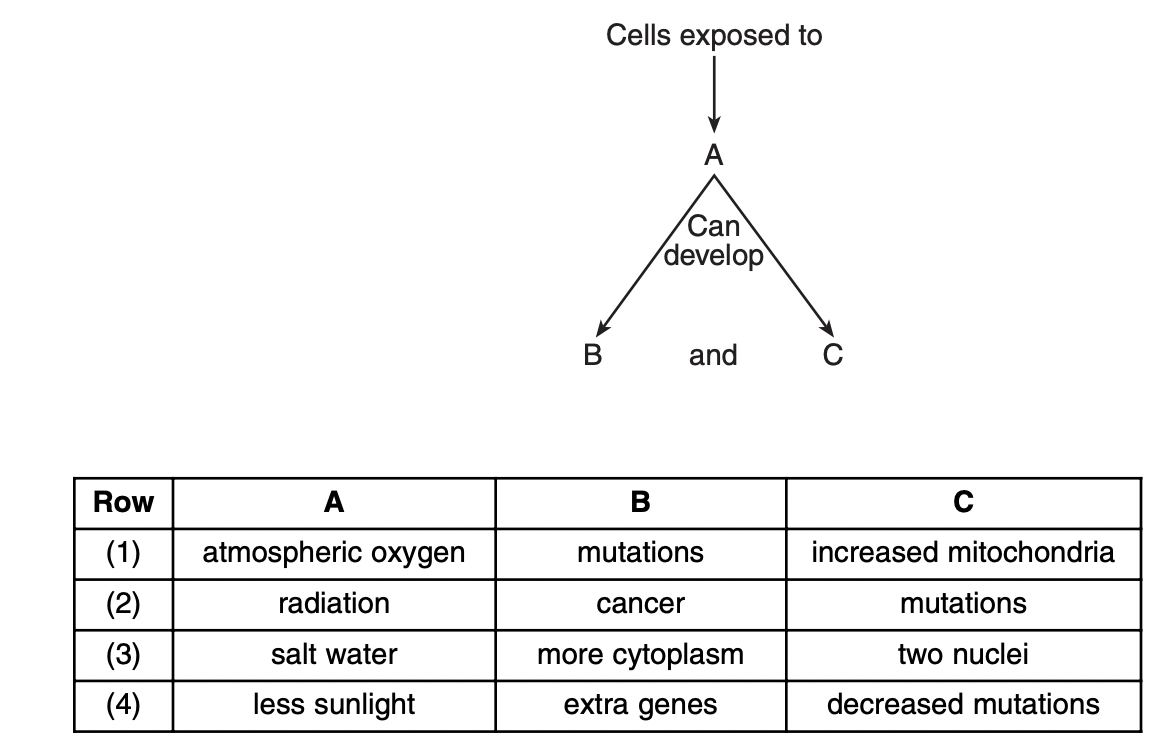 Cells exposed to
A
Can
develop
B and C
Row A B C
(1) atmospheric oxygen mutations increased mitochondria
(2) radiation cancer mutations
(3) salt water more cytoplasm two nuclei
(4) less sunlight extra genes decreased mutations